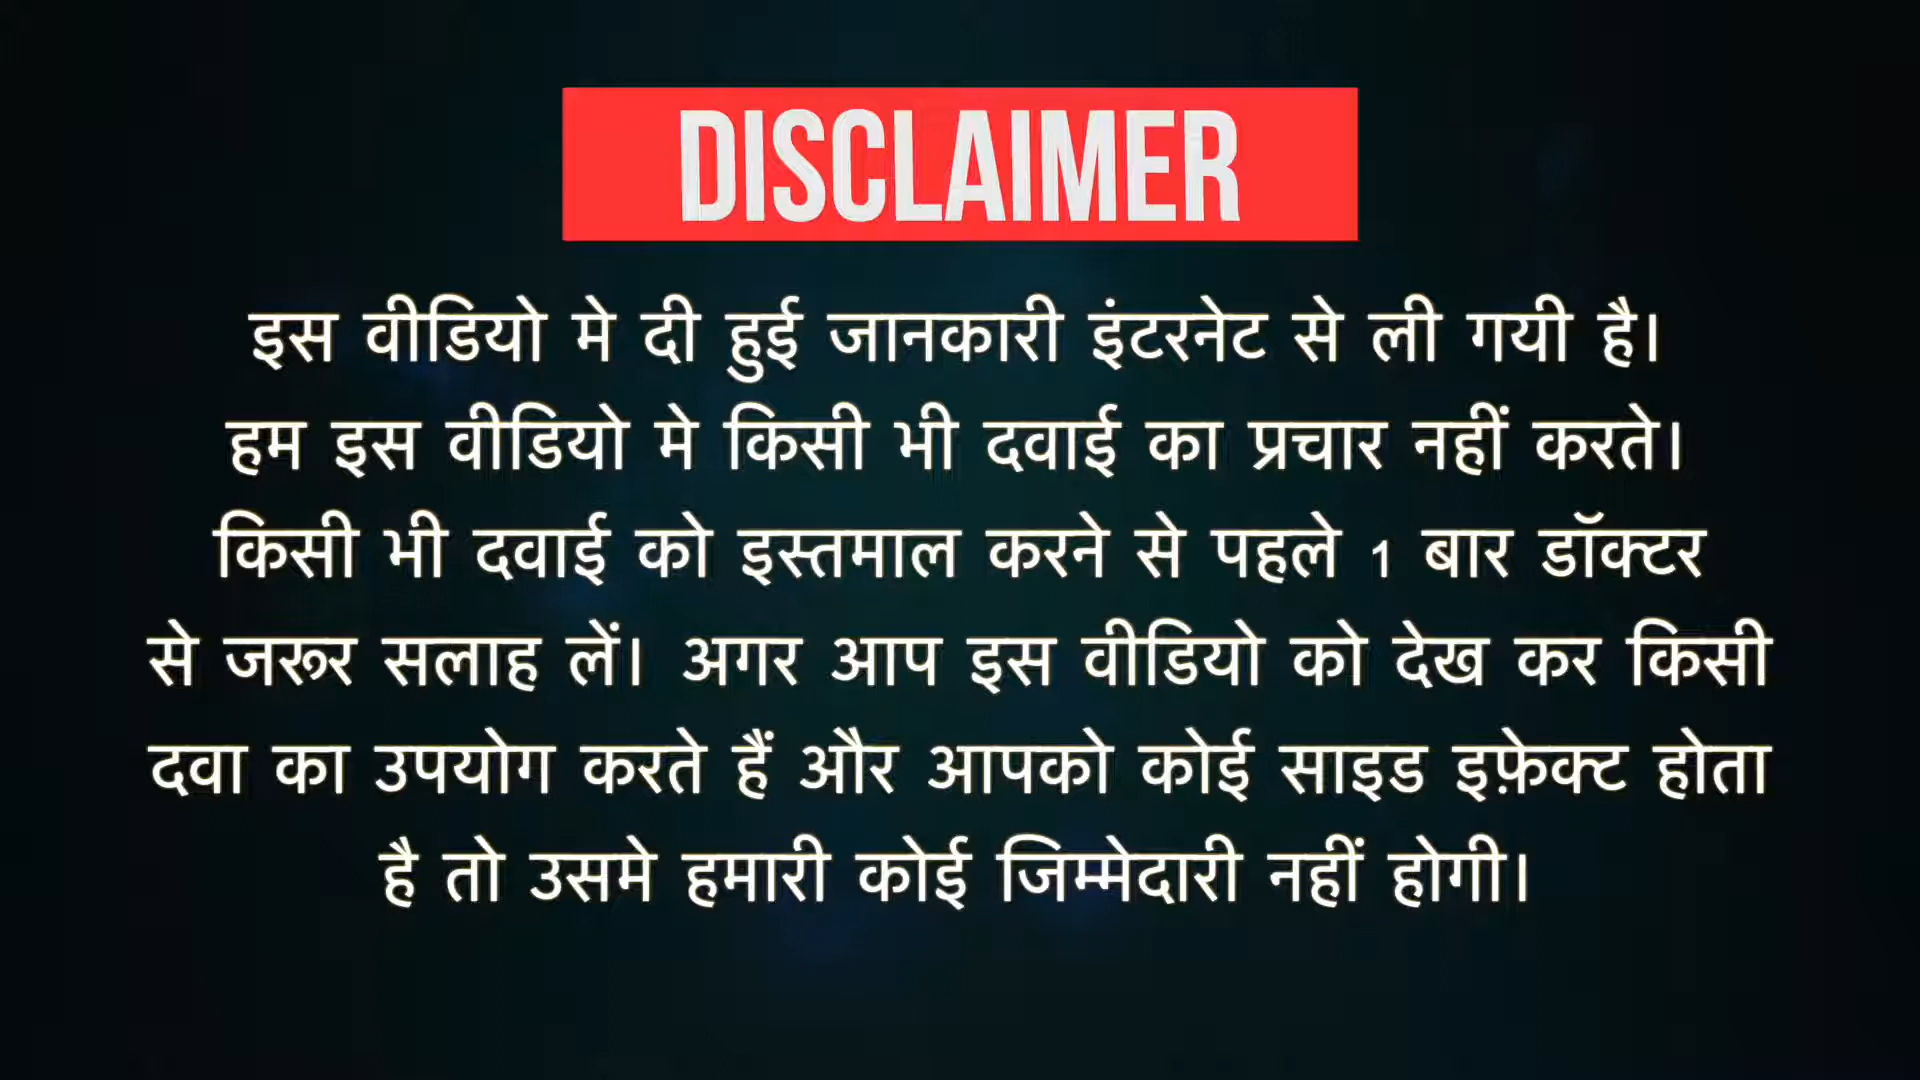 DISCLAIMER
इस वीडियो मे दी हुई जानकारी इंटरनेट से ली गयी है।
हम इस वीडियो मे किसी भी दवाई का प्रचार नहीं करते।
किसी भी दवाई को इस्तमाल करने से पहले 1 बार डॉक्टर
से जरूर सलाह लें। अगर आप इस वीडियो को देख कर किसी
दवा का उपयोग करते हैं और आपको कोई साइड इफ़ेक्ट होता
है तो उसमे हमारी कोई जिम्मेदारी नहीं होगी।